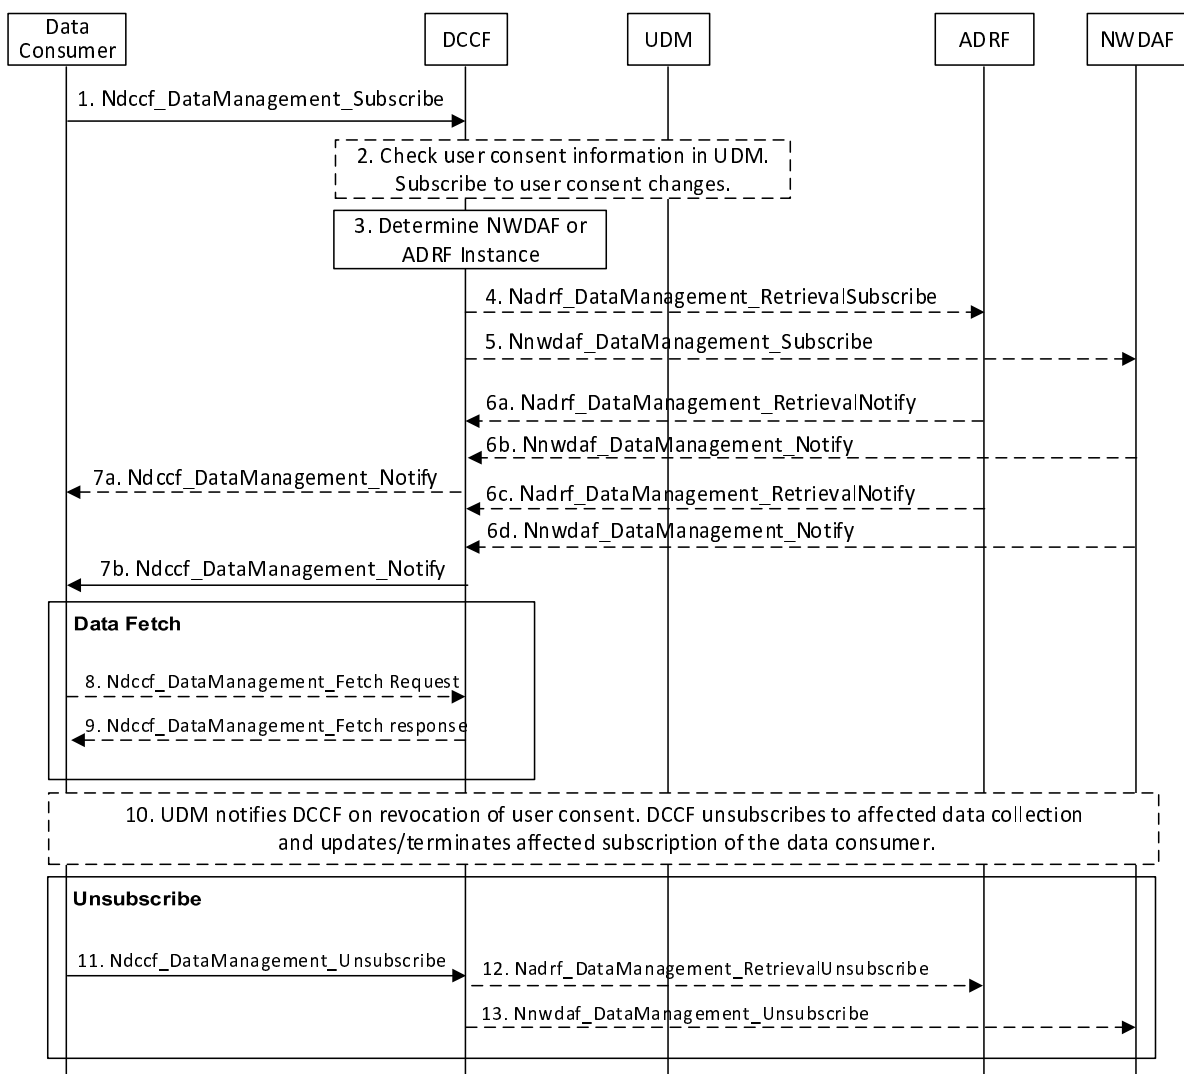 Data
Consumer
DCCF
UDM
ADRF
NWDAF
1. Ndccf_DataManagement_Subscribe
2. Check user consent information in UDM.
Subscribe to user consent changes.
3. Determine NWDAF or
ADRF Instance
4. Nadrf_DataManagement_RetrievalSubscribe
5. Nnwdaf_DataManagement_Subscribe
6a. Nadrf_DataManagement_RetrievalNotify
6b. Nnwdaf_DataManagement_Notify
7a. Ndccf_DataManagement_Notify
6c. Nadrf_DataManagement_RetrievalNotify
6d. Nnwdaf_DataManagement_Notify
7b. Ndccf_DataManagement_Notify
Data Fetch
8. Ndccf_DataManagement_Fetch Request
9. Ndccf_DataManagement_Fetch response
10. UDM notifies DCCF on revocation of user consent. DCCF unsubscribes to affected data collection
and updates/terminates affected subscription of the data consumer.
Unsubscribe
11. Ndccf_DataManagement_Unsubscribe
12. Nadrf_DataManagement_RetrievalUnsubscribe
13. Nnwdaf_DataManagement_Unsubscribe